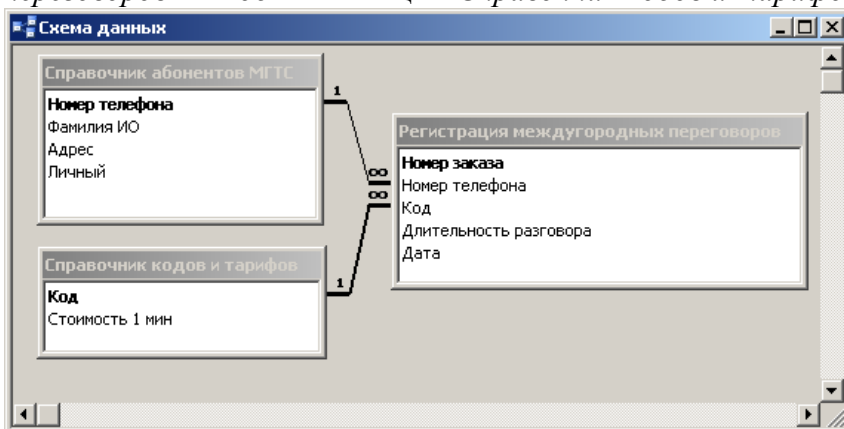 Схема данных
Справочник абонентов МГТС
Номер телефона
Фамилия ИО
Адрес
Личный
1
Регистрация междугородных переговоров
Номер заказа
Номер телефона
Код
Длительность разговора
Дата
∞
∞
Справочник кодов и тарифов
Код
Стоимость 1 мин
1